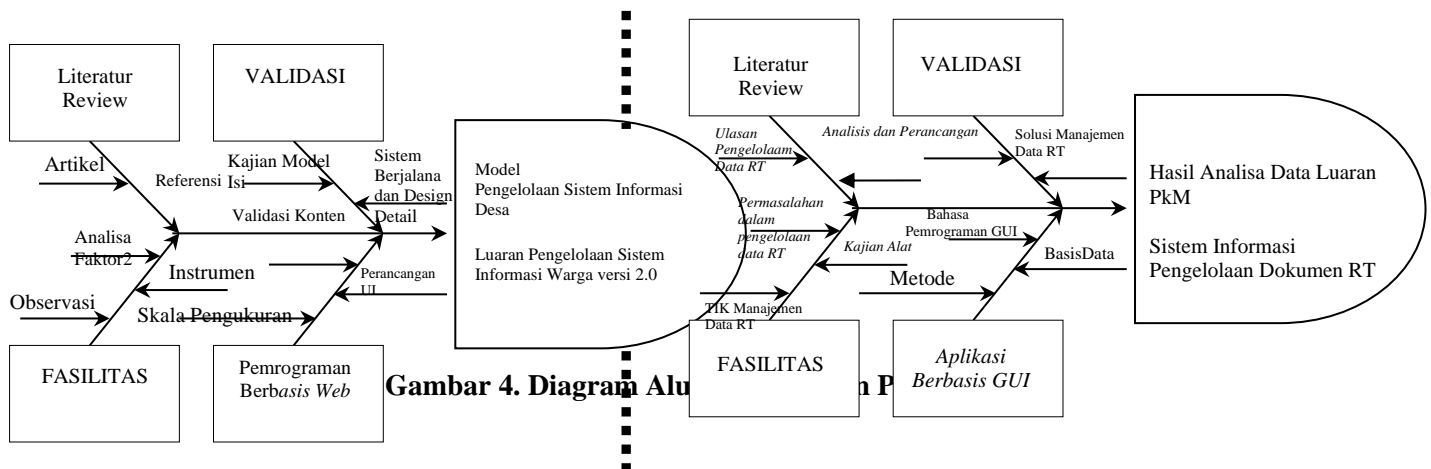 Literatur
Review
VALIDASI
Artikel
Referensi
Kajian Model
Isi
Validasi Konten
Sistem
Berjalana
dan Design
Detail
Analisa
Faktor2
Instrumen
Observasi
Skala Pengukuran
Perancangan
UI
FASILITAS
Pemrograman
Berbasis Web
Model
Pengelolaan Sistem Informasi
Desa
Luaran Pengelolaan Sistem
Informasi Warga versi 2.0
Literatur
Review
VALIDASI
Ulasan
Pengelolaam
Data RT
Analisis dan Perancangan
Solusi Manajemen
Data RT
Permasalahan
dalam
pengelolaan
data RT
Kajian Alat
Bahasa
Pemrograman GUI
BasisData
Metode
TIK Manajemen
Data RT
FASILITAS
Aplikasi
Berbasis GUI
Hasil Analisa Data Luaran
PkM
Sistem Informasi
Pengelolaan Dokumen RT
Gambar 4. Diagram